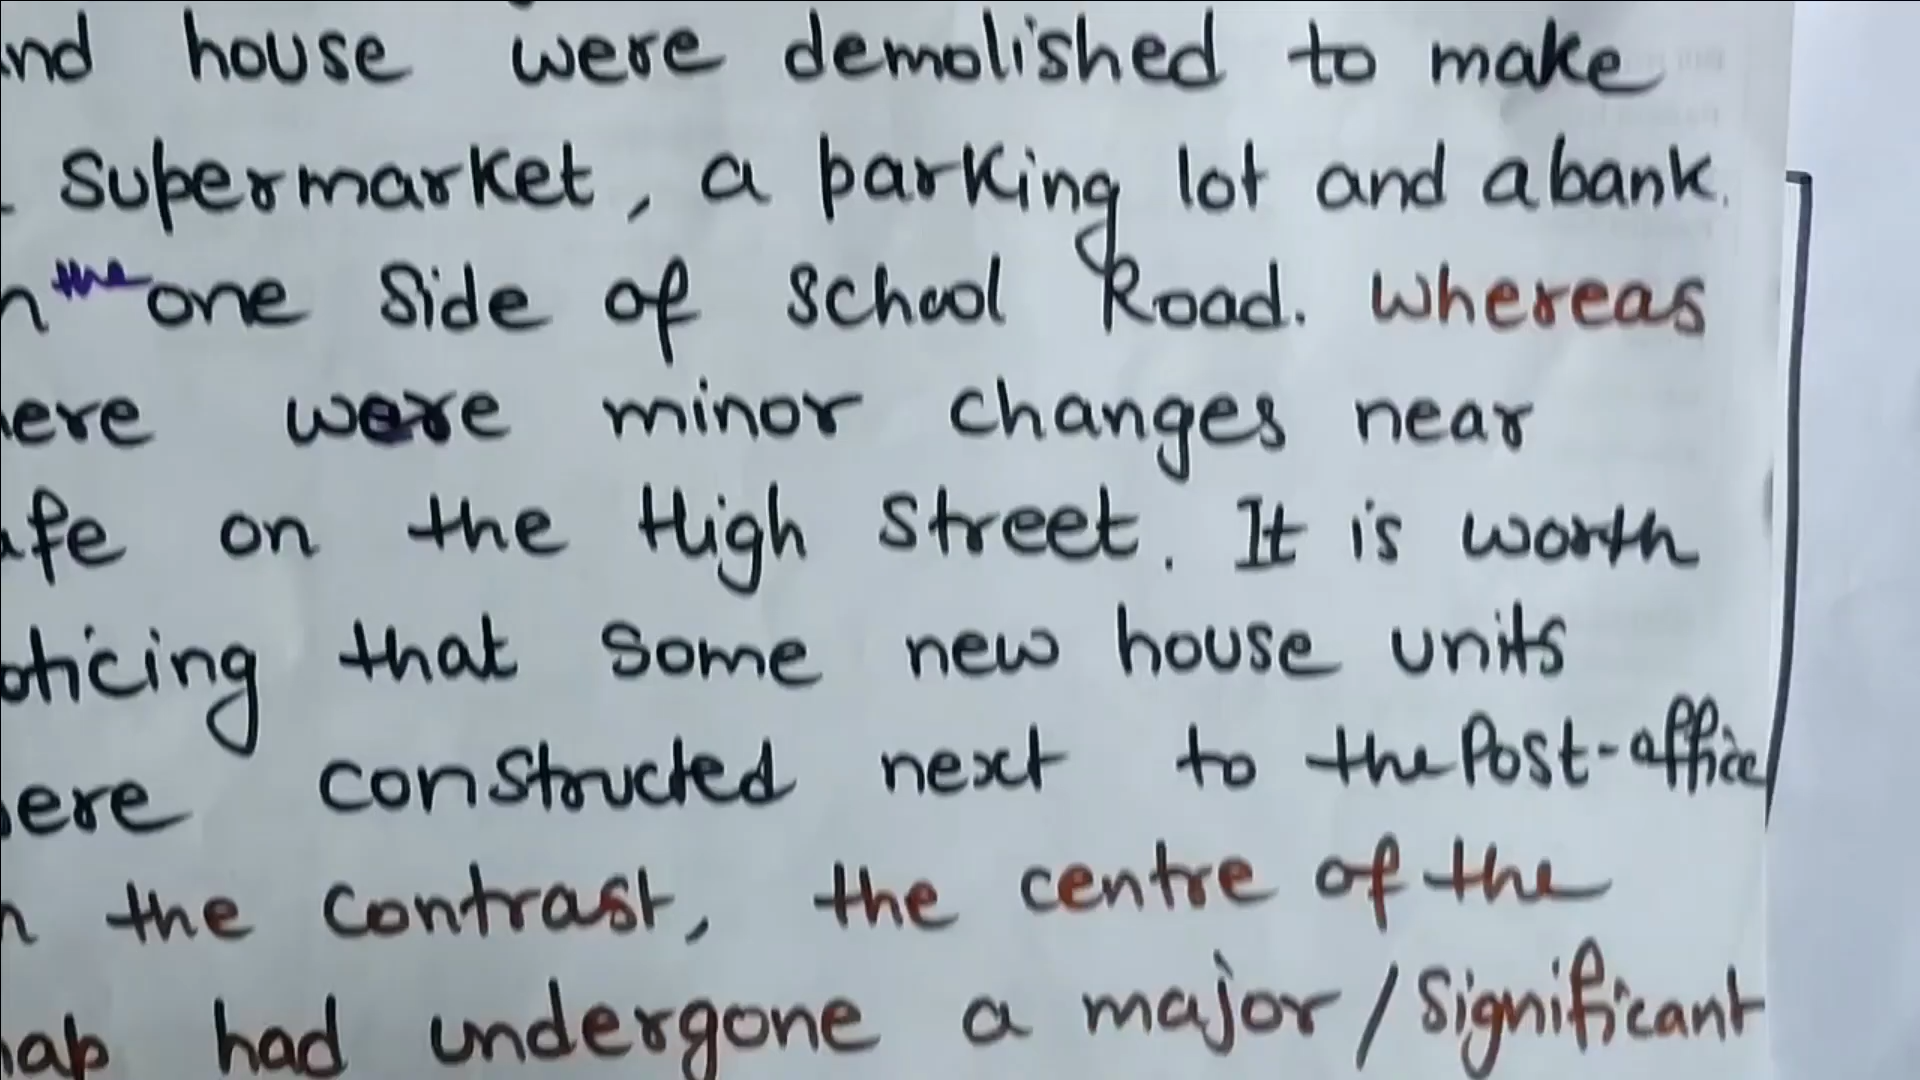 nd house were demolished to make
supermarket, a parking lot and a bank.
n the one side of School Road. Whereas
ere were minor changes near
afe on the High street. It is worth
oticing that some new house units
ere constructed next to the Post-office
n the contrast, the centre of the
ap had undergone a major / significant